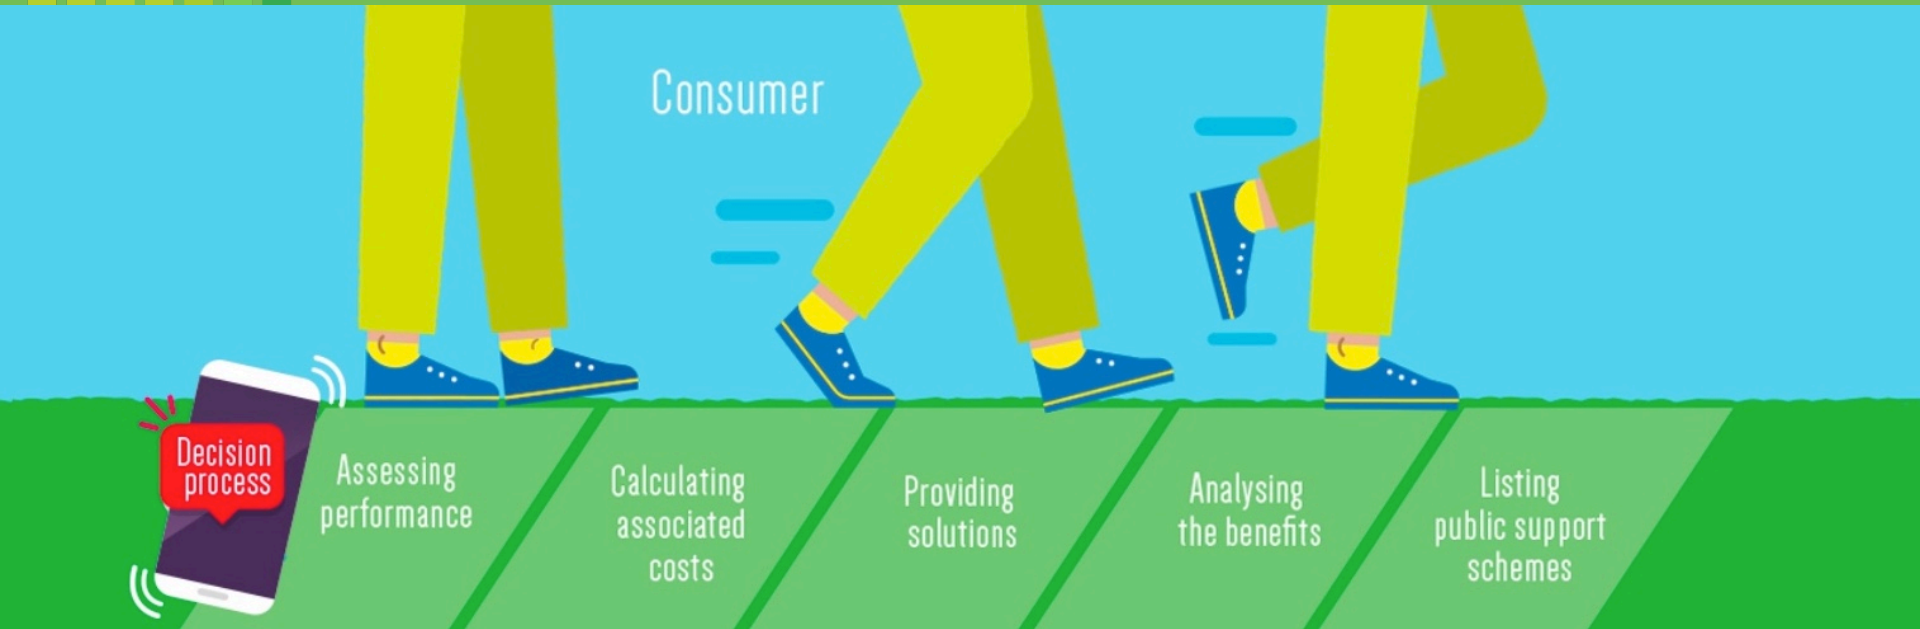 Consumer
Decision
process
Assessing
performance
Calculating
associated
costs
Providing
solutions
Analysing
the benefits
Listing
public support
schemes